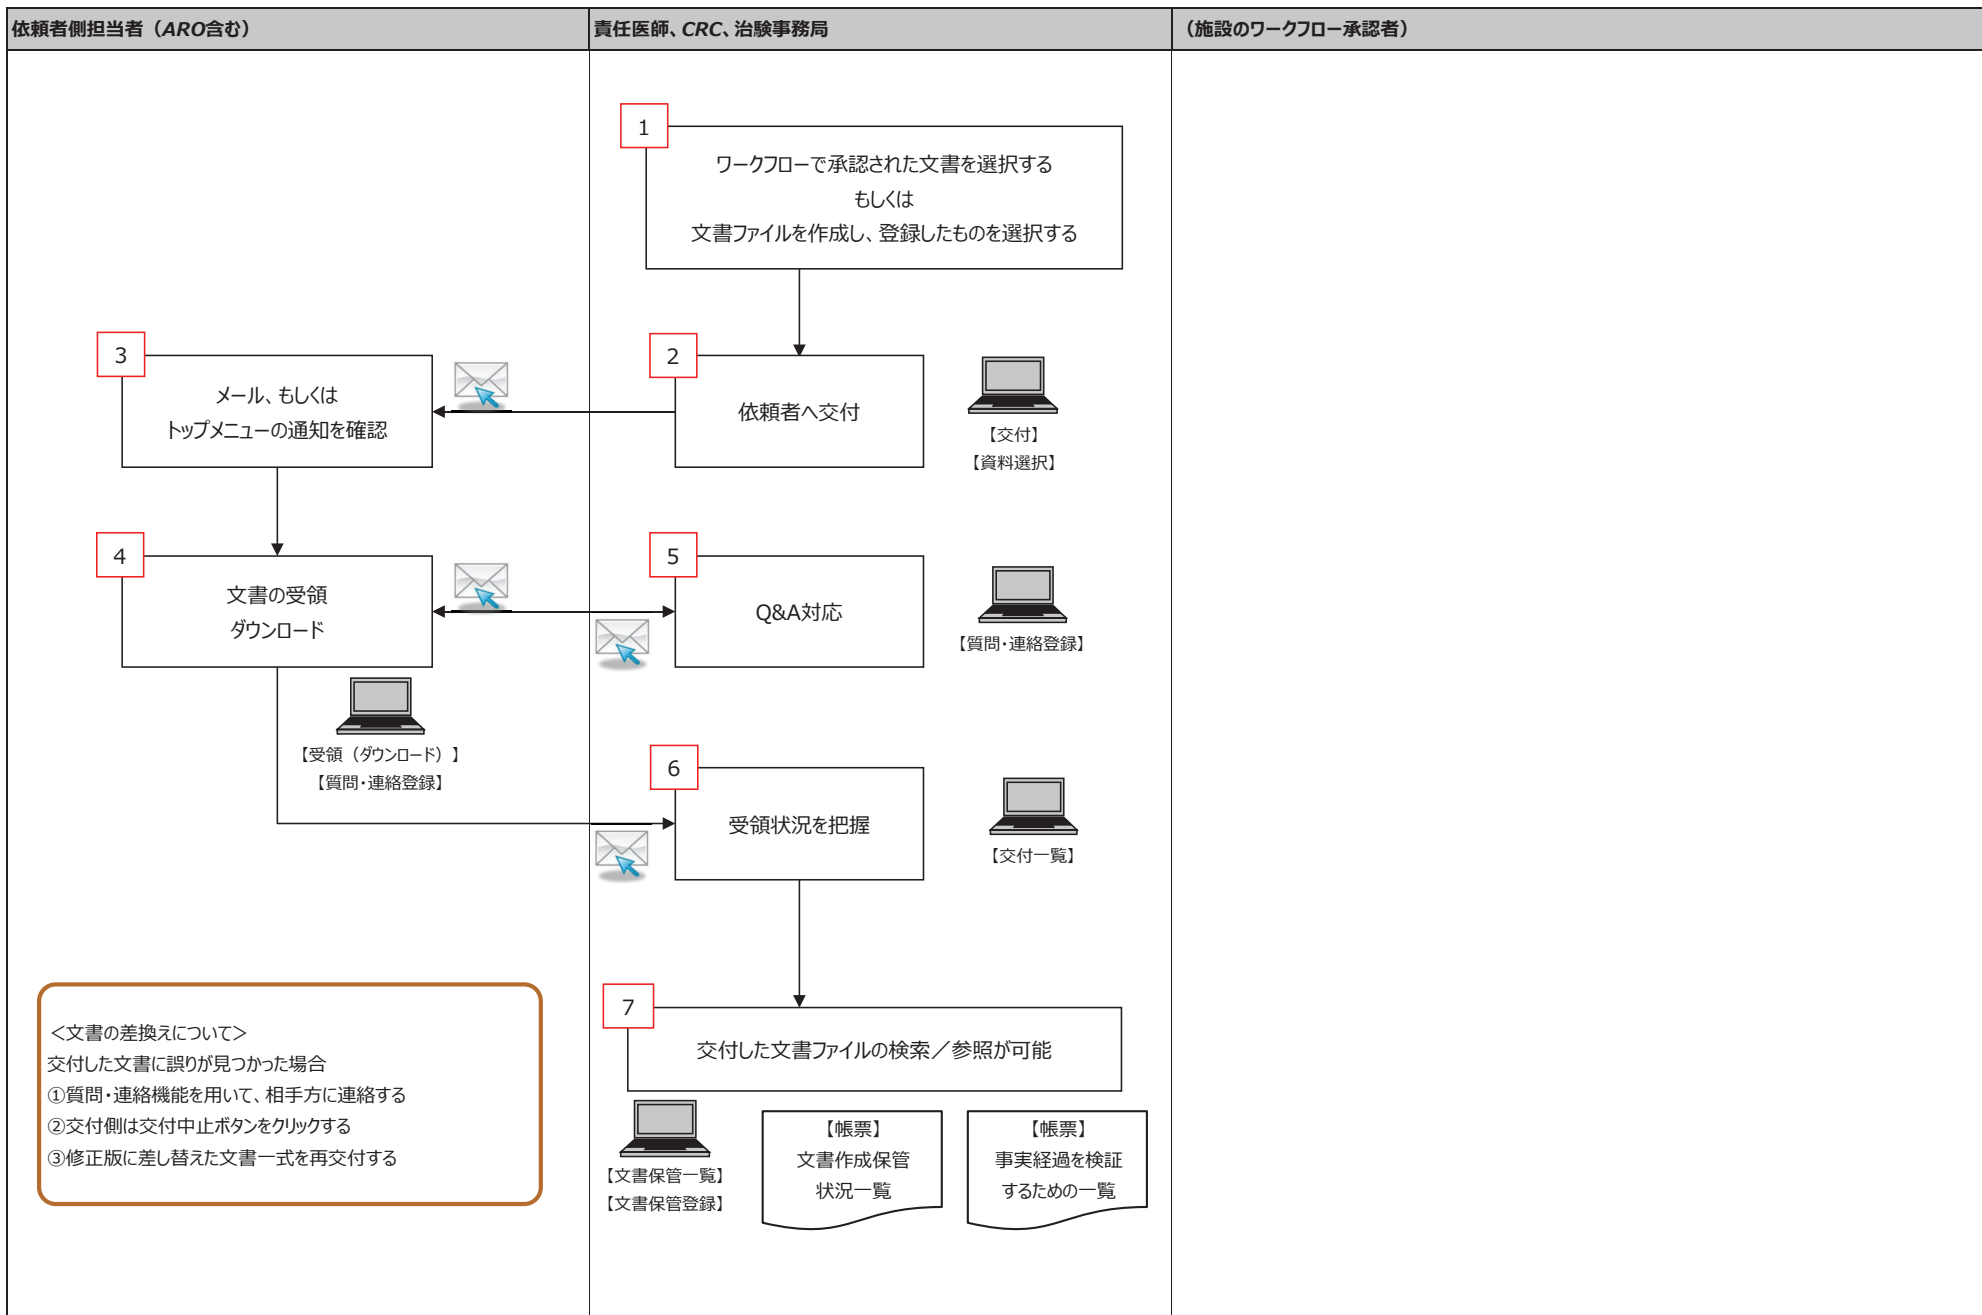 依頼者側担当者（ARO含む）
責任医師、CRC、治験事務局
（施設のワークフロー承認者）
1
ワークフローで承認された文書を選択する
もしくは
文書ファイルを作成し、登録したものを選択する
3
メール、もしくは
トップメニューの通知を確認
2
依頼者へ交付
【交付】
【資料選択】
4
文書の受領
ダウンロード
5
Q&A対応
【質問・連絡登録】
【受領（ダウンロード）】
【質問・連絡登録】
6
受領状況を把握
【交付一覧】
＜文書の差換えについて＞
交付した文書に誤りが見つかった場合
①質問・連絡機能を用いて、相手方に連絡する
②交付側は交付中止ボタンをクリックする
③修正版に差し替えた文書一式を再交付する
7
交付した文書ファイルの検索／参照が可能
【文書保管一覧】
【文書保管登録】
【帳票】
文書作成保管
状況一覧
【帳票】
事実経過を検証
するための一覧